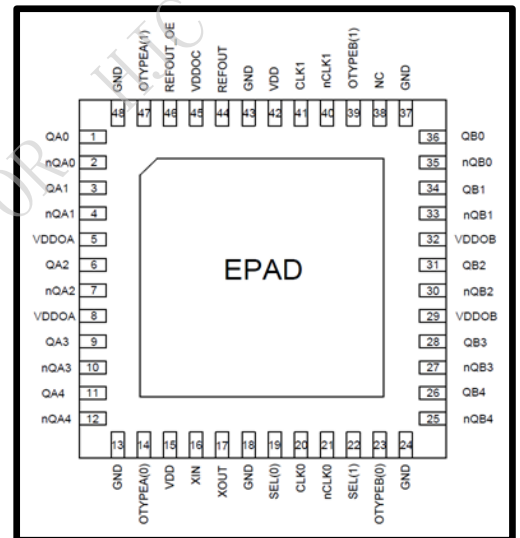 GND
OTYPEA(1)
REFOUT_OE
VDDOC
REFOUT
GND
VDD
CLK1
nCLK1
OTYPEB(1)
NC
GND
48 47 46 45 44 43 42 41 40 39 38 37
QA0 1
nQA0 2
QA1 3
nQA1 4
VDDOA 5
QA2 6
nQA2 7
VDDOA 8
QA3 9
nQA3 10
QA4 11
nQA4 12
EPAD
36 QB0
35 nQB0
34 QB1
33 nQB1
32 VDDOB
31 QB2
30 nQB2
29 VDDOB
28 QB3
27 nQB3
26 QB4
25 nQB4
13 14 15 16 17 18 19 20 21 22 23 24
GND
OTYPEA(0)
VDD
XIN
XOUT
GND
SEL(0)
CLK0
nCLK0
SEL(1)
OTYPEB(0)
GND
OR HJC